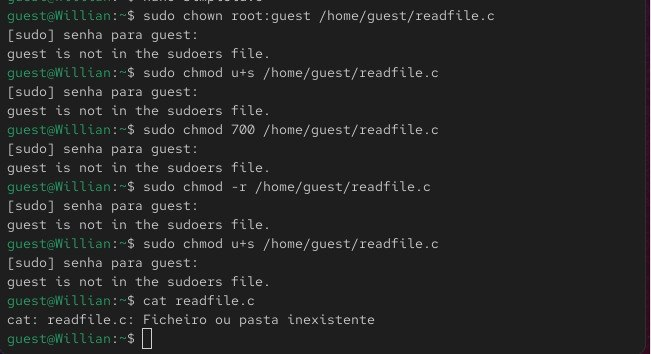 guest@Willian:~$ sudo chown root:guest /home/guest/readfile.c
[sudo] senha para guest:
guest is not in the sudoers file.
guest@Willian:~$ sudo chmod u+s /home/guest/readfile.c
[sudo] senha para guest:
guest is not in the sudoers file.
guest@Willian:~$ sudo chmod 700 /home/guest/readfile.c
[sudo] senha para guest:
guest is not in the sudoers file.
guest@Willian:~$ sudo chmod -r /home/guest/readfile.c
[sudo] senha para guest:
guest is not in the sudoers file.
guest@Willian:~$ sudo chmod u+s /home/guest/readfile.c
[sudo] senha para guest:
guest is not in the sudoers file.
guest@Willian:~$ cat readfile.c
cat: readfile.c: Ficheiro ou pasta inexistente
guest@Willian:~$